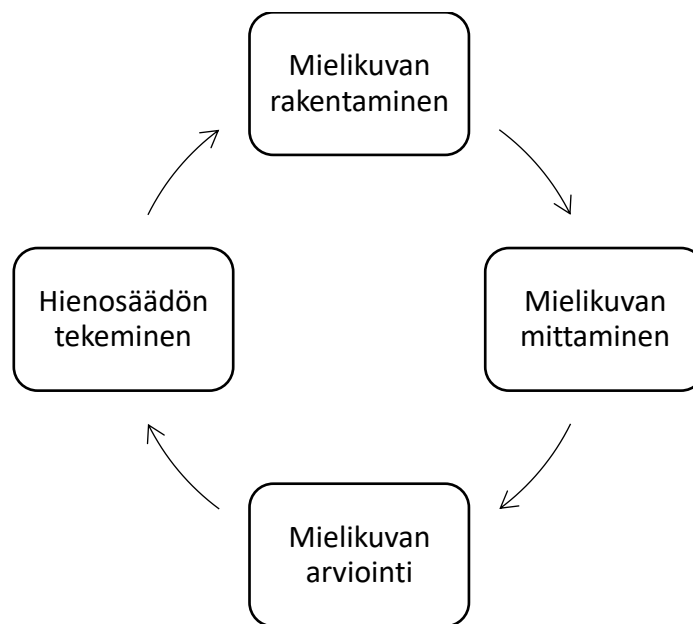 Mielikuvan
rakentaminen
Mielikuvan
mittaminen
Mielikuvan
arviointi
Hienosäädön
tekeminen